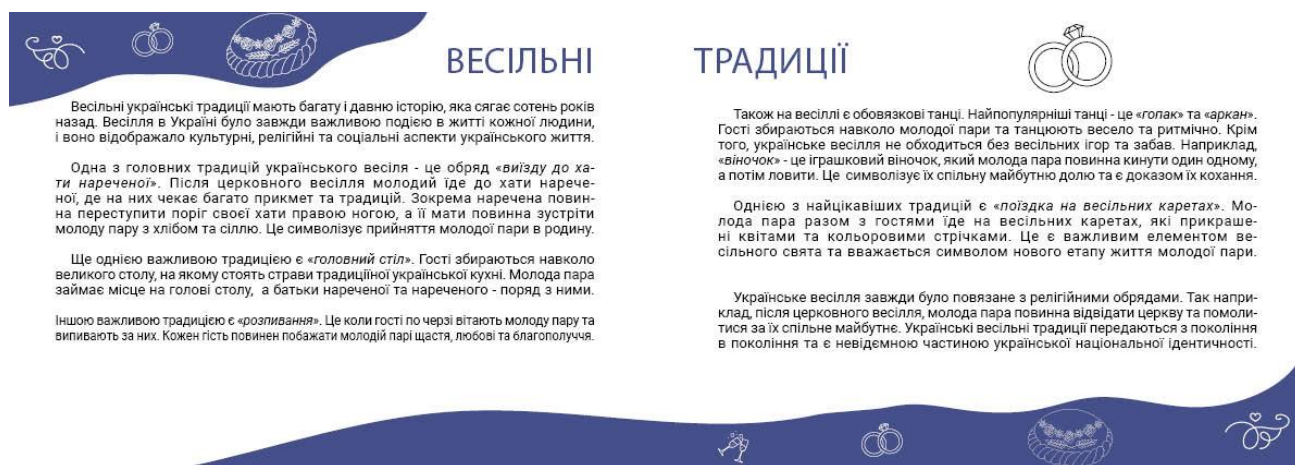 ВЕСІЛЬНІ
Весільні українські традиції мають багату і давню історію, яка сягає сотень років
назад. Весілля в Україні було завжди важливою подією в житті кожної людини,
і воно відображало культурні, релігійні та соціальні аспекти українського життя.
Одна з головних традицій українського весіля - це обряд «виїзду до ха-
ти нареченої». Після церковного весілля молодий їде до хати нарече-
ної, де на них чекає багато прикмет та традицій. Зокрема наречена повин-
на переступити поріг своєї хати правою ногою, а її мати повинна зустріти
молоду пару з хлібом та сіллю. Це символізує прийняття молодої пари в родину.
Ще однією важливою традицією є «головний стіл». Гості збираються навколо
великого столу, на якому стоять страви традиціїної української кухні. Молода пара
займає місце на голові столу, а батьки нареченої та нареченого - поряд з ними.
Іншою важливою традицією є «розпивання». Це коли гості по черзі вітають молоду пару та
випивають за них. Кожен гість повинен побажати молодій парі щастя, любові та благополуччя.
ТРАДИЦІЇ
Також на весіллі є обовязкові танці. Найпопулярніші танці - це «гопак» та «аркан».
Гості збираються навколо молодої пари та танцюють весело та ритмічно. Крім
того, українське весілля не обходиться без весільних ігор та забав. Наприклад,
«віночок» - це іграшковий віночок, який молода пара повинна кинути один одному,
а потім ловити. Це символізує їх спільну майбутню долю та є доказом їх кохання.
Однією з найцікавіших традицій є «поїздка на весільних каретах». Мо-
лода пара разом з гостями їде на весільних каретах, які прикраше-
ні квітами та кольоровими стрічками. Це є важливим елементом ве-
сільного свята та вважається символом нового етапу життя молодої пари.
Українське весілля завжди було повязане з релігійними обрядами. Так напри-
клад, після церковного весілля, молода пара повинна відвідати церкву та помоли-
тися за їх спільне майбутнє. Українські весільні традиції передаються з покоління
в покоління та є невідємною частиною української національної ідентичності.